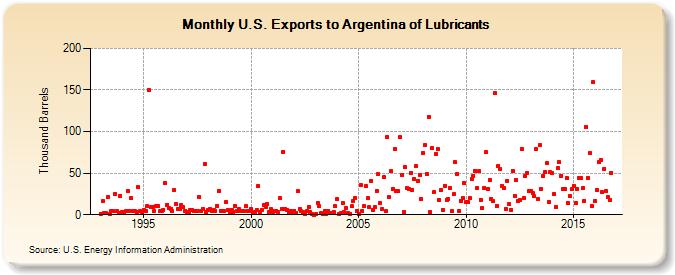 Monthly U.S. Exports to Argentina of Lubricants
Thousand Barrels
200
150
100
50
0
1995 2000 2005 2010 2015
Source: U.S. Energy Information Administration